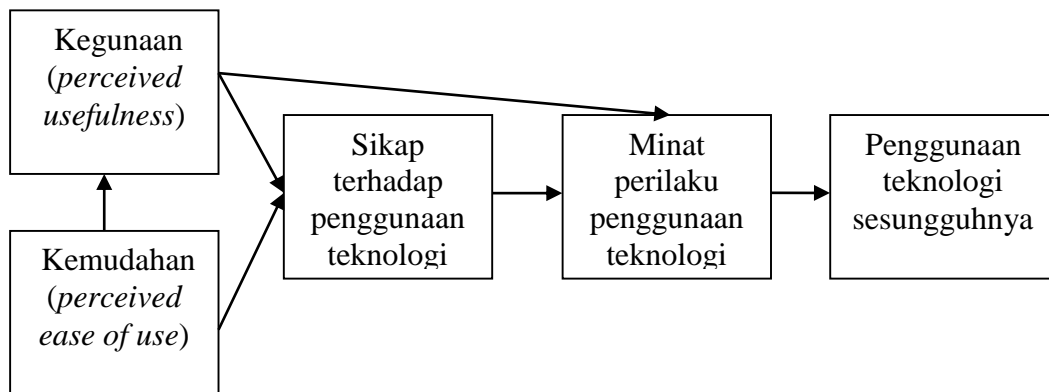 Kegunaan
(perceived
usefulness)
Kemudahan
(perceived
ease of use)
Sikap
terhadap
penggunaan
teknologi
Minat
perilaku
penggunaan
teknologi
Penggunaan
teknologi
sesungguhnya